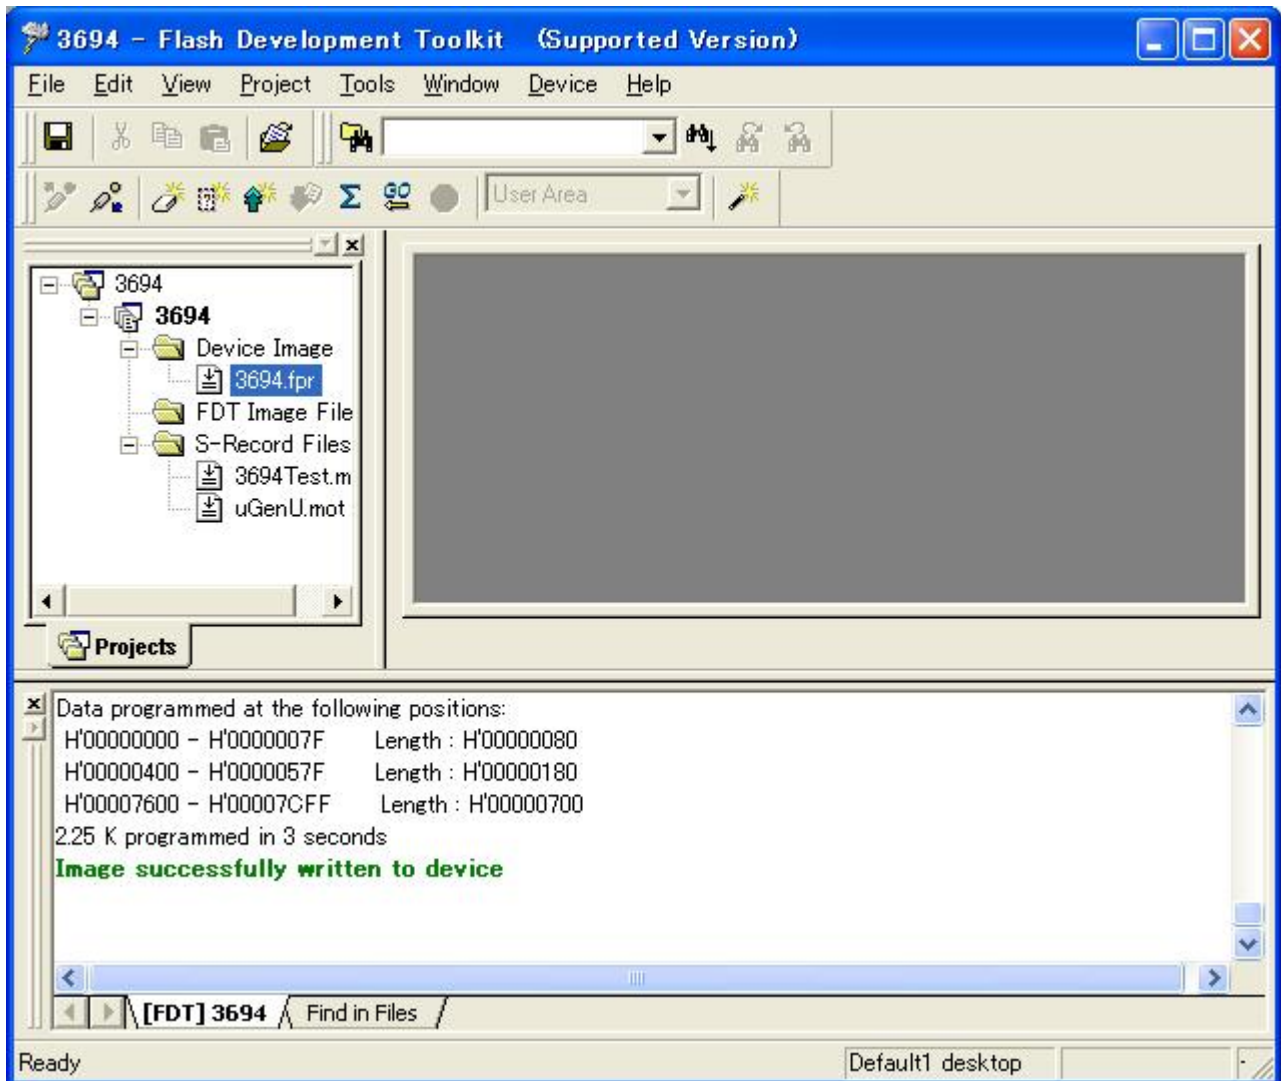 3694 - Flash Development Toolkit (Supported Version)
File Edit View Project Tools Window Device Help
User Area
3694
3694
Device Image
3694.fpr
FDT Image File
S-Record Files
3694Test.m
uGenU.mot
Projects
Data programmed at the following positions:
H'00000000 - H'0000007F Length : H'00000080
H'00000400 - H'0000057F Length : H'00000180
H'00007600 - H'00007CFF Length : H'00000700
2.25 K programmed in 3 seconds
Image successfully written to device
[FDT] 3694 Find in Files
Ready Default1 desktop